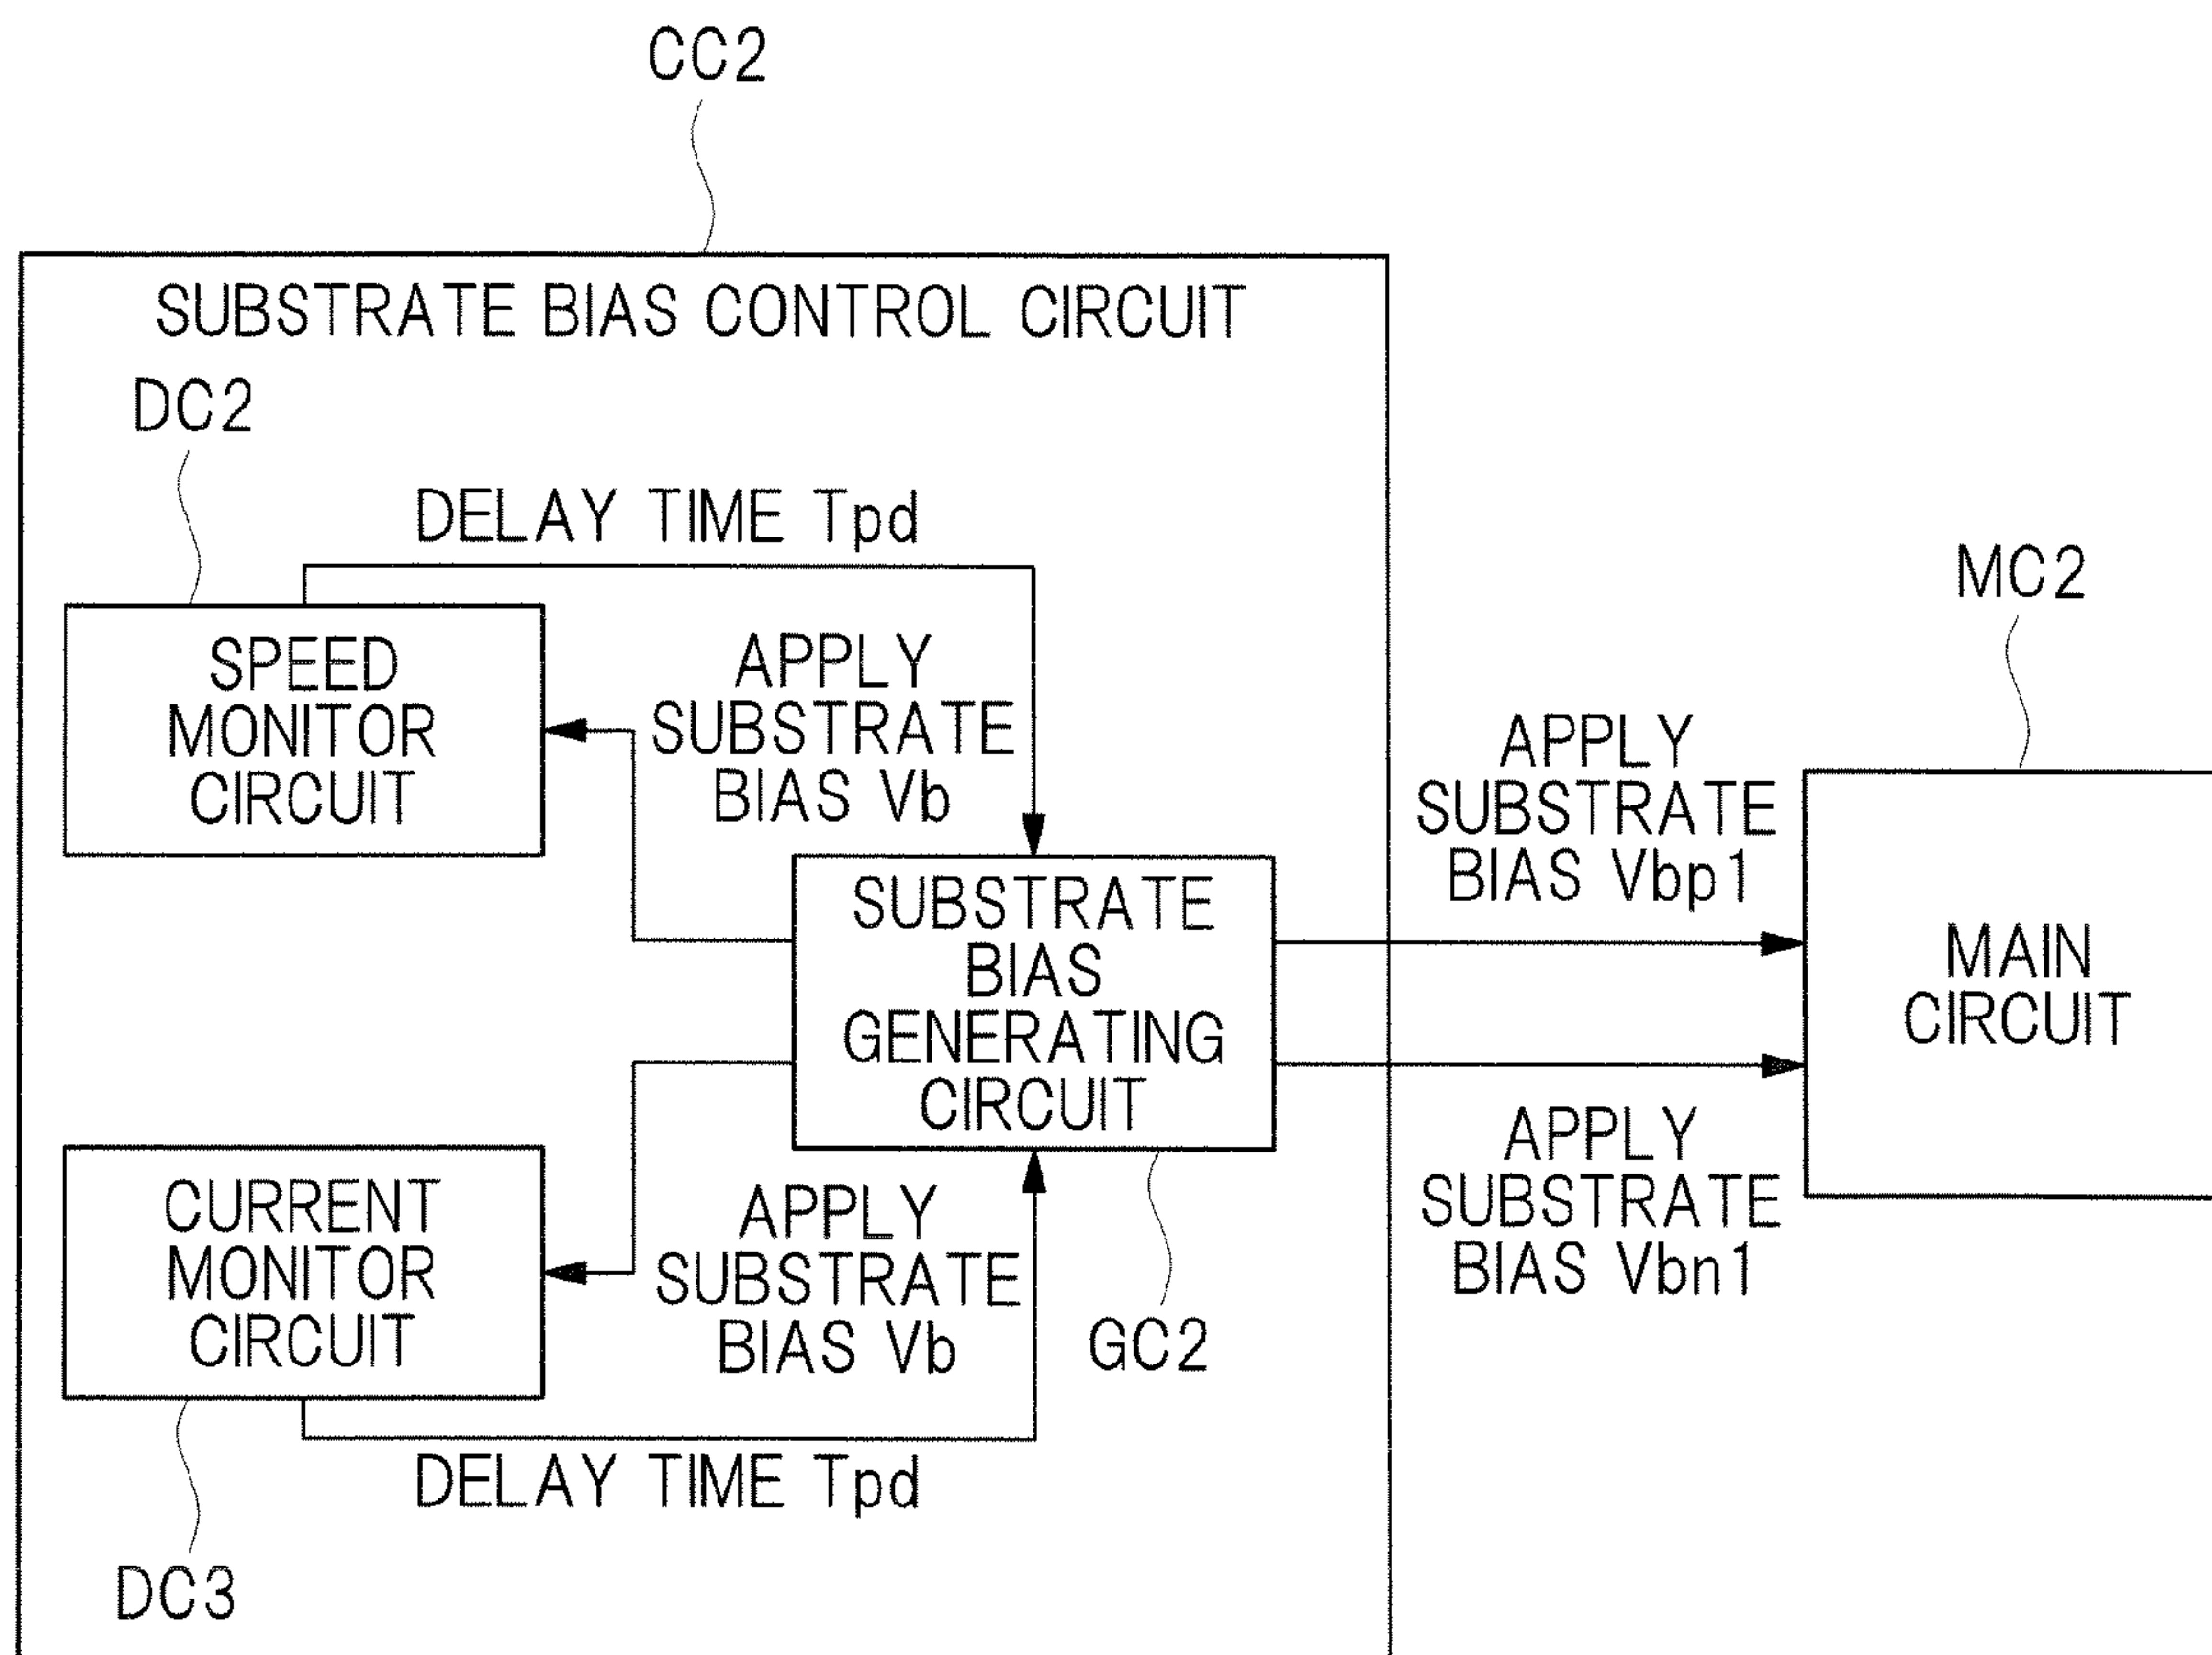 CC2
SUBSTRATE BIAS CONTROL CIRCUIT
DC2
DELAY TIME Tpd
SPEED
MONITOR
CIRCUIT
APPLY
SUBSTRATE
BIAS Vb
MC2
APPLY
SUBSTRATE
BIAS Vbp1
SUBSTRATE
BIAS
GENERATING
CIRCUIT
MAIN
CIRCUIT
CURRENT
MONITOR
CIRCUIT
APPLY
SUBSTRATE
BIAS Vb
APPLY
SUBSTRATE
BIAS Vbn1
GC2
DELAY TIME Tpd
DC3